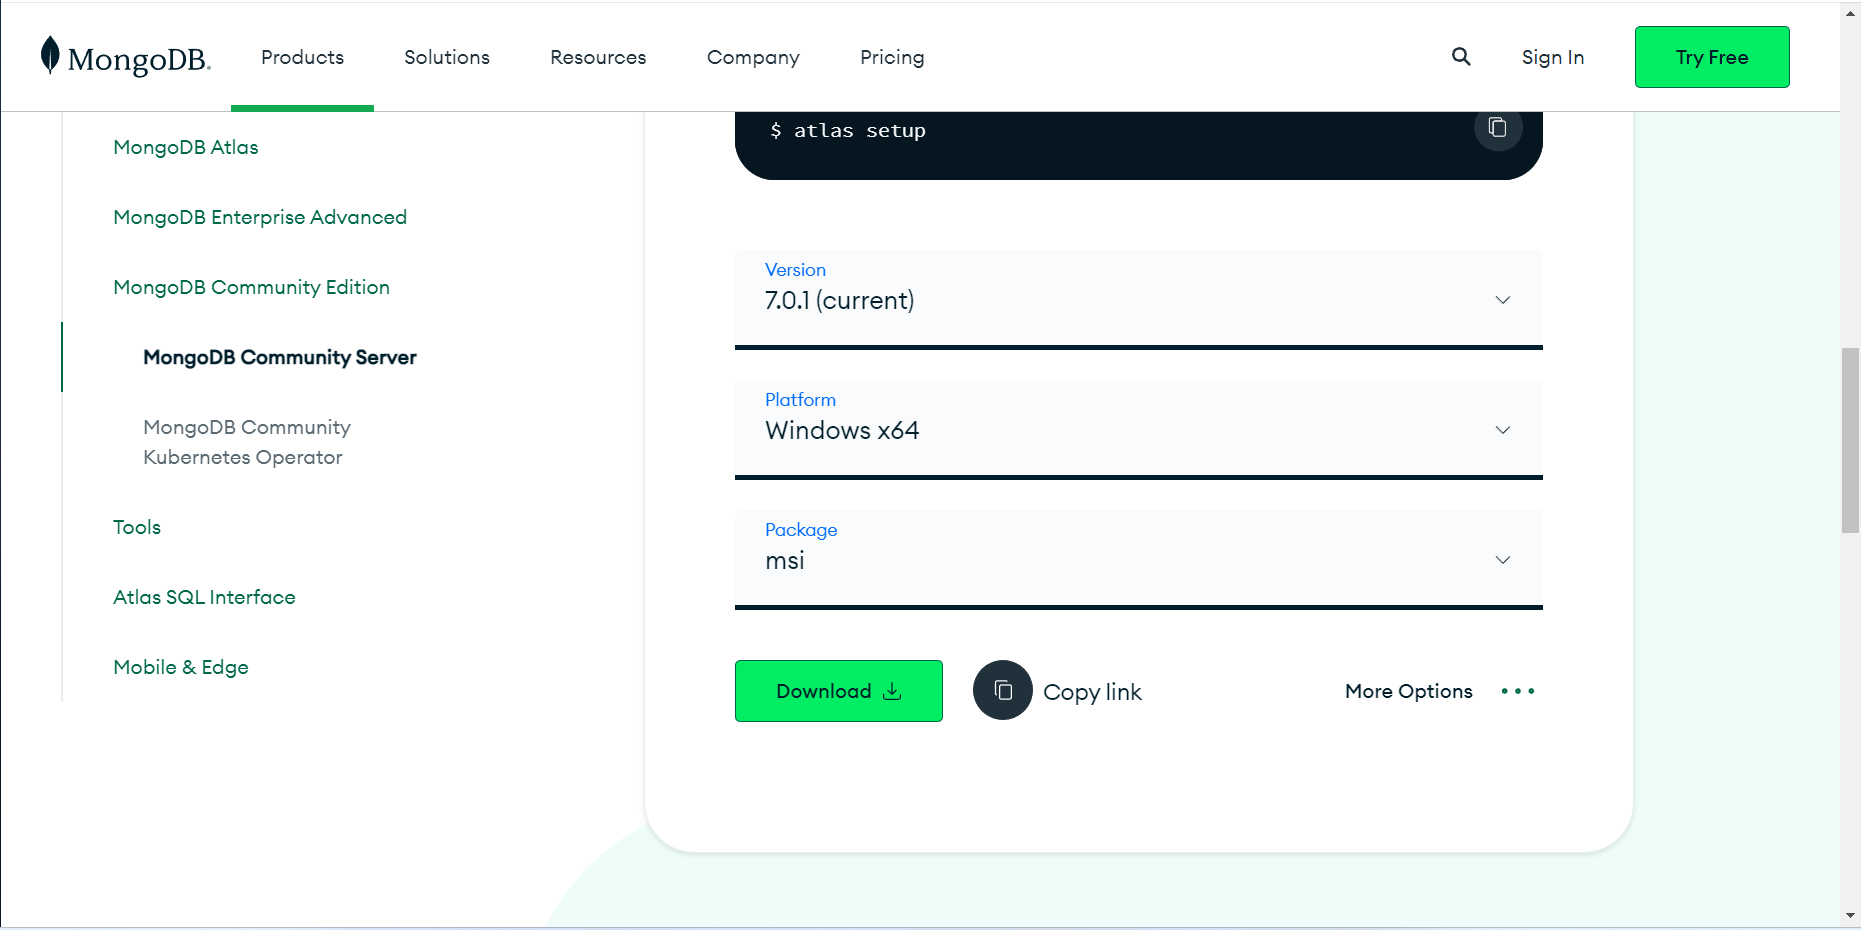 MongoDB.
Products
Solutions
Resources
Company
Pricing
Sign In
Try Free
MongoDB Atlas
MongoDB Enterprise Advanced
MongoDB Community Edition
MongoDB Community Server
MongoDB Community
Kubernetes Operator
Tools
Atlas SQL Interface
Mobile & Edge
$ atlas setup
Version
7.0.1 (current)
Platform
Windows x64
Package
msi
Download
Copy link
More Options